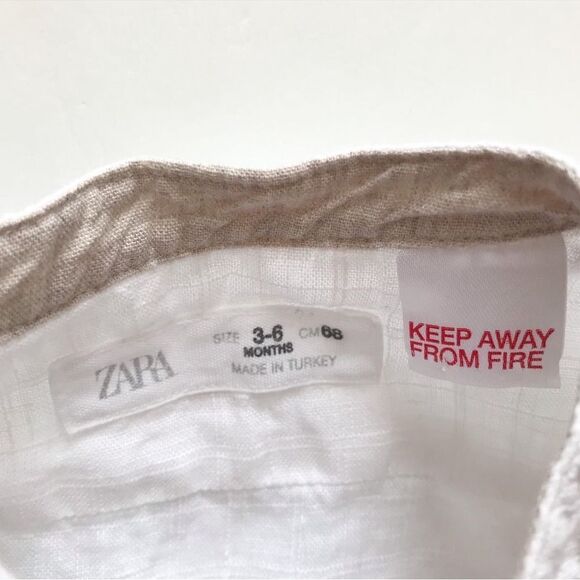 ZARA
SIZE 3-6 CM 68
MONTHS
MADE IN TURKEY
KEEP AWAY
FROM FIRE